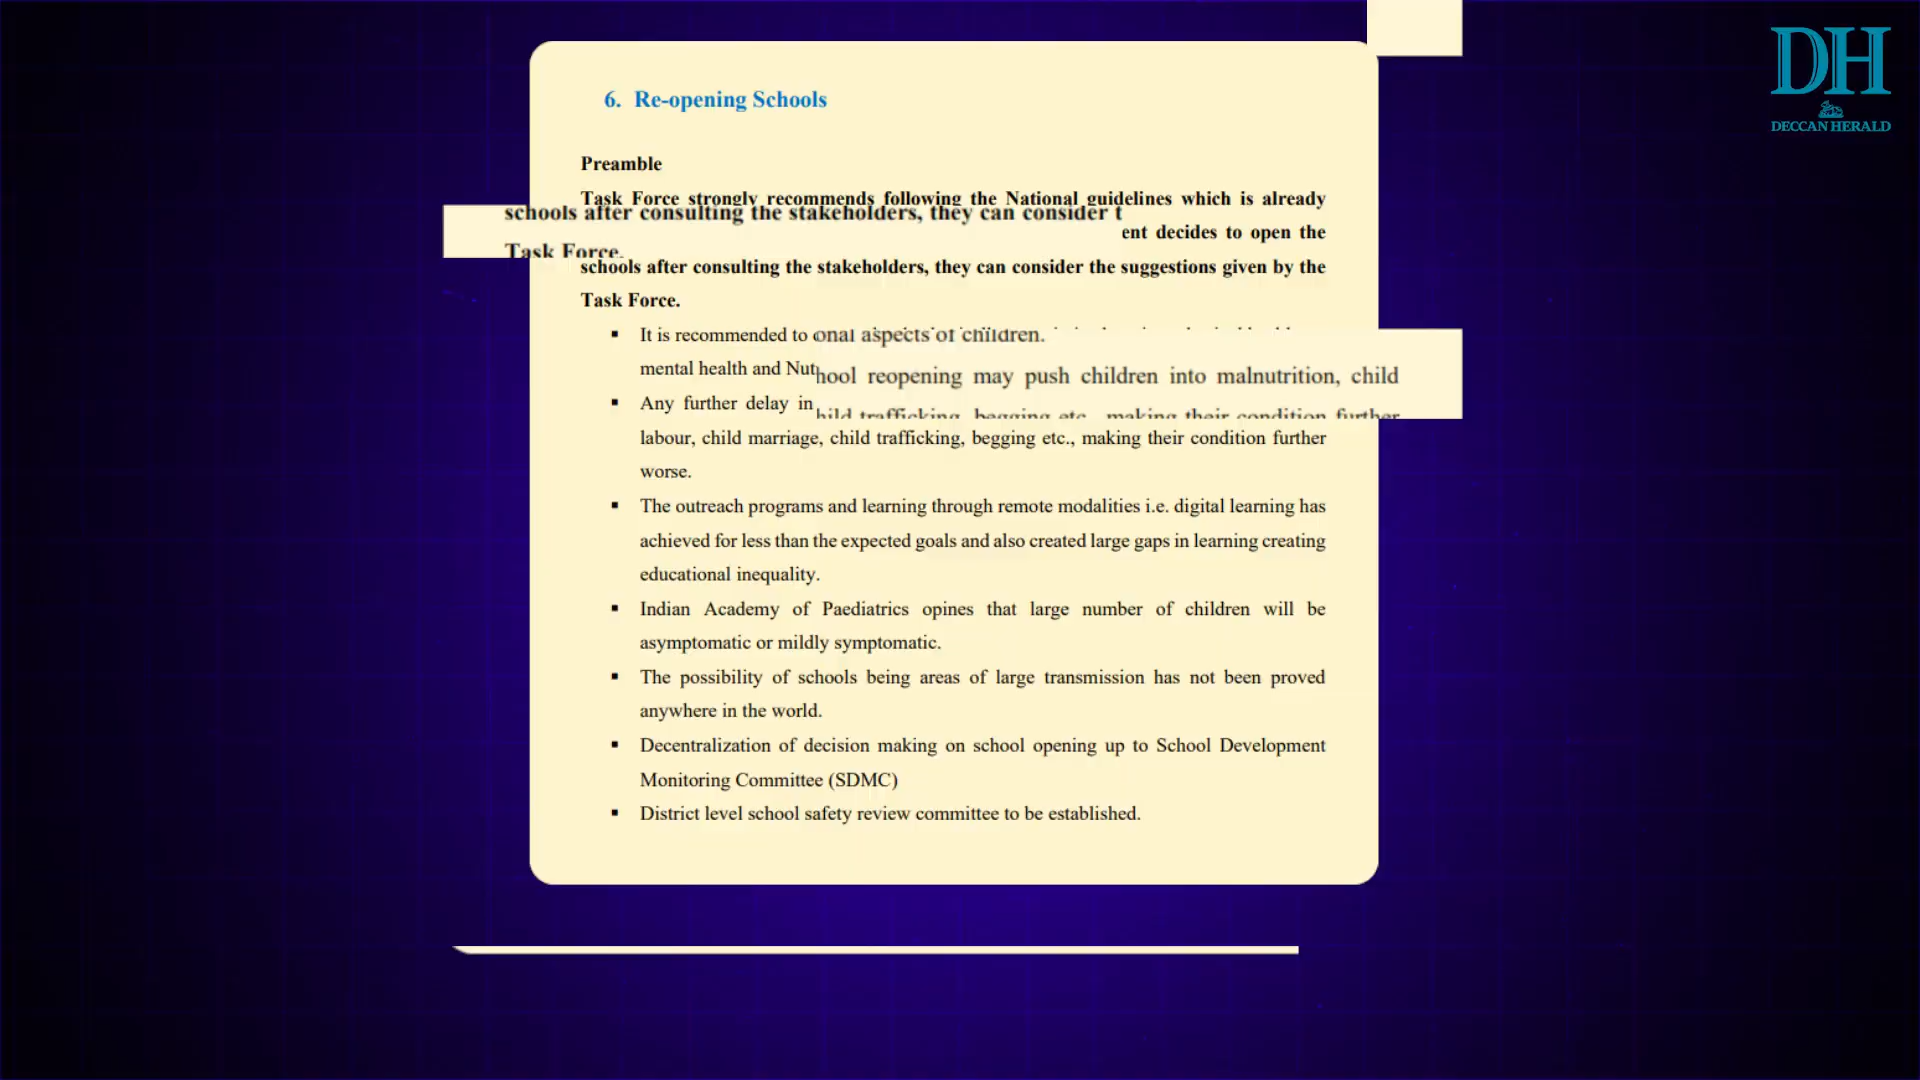 DH
DECCAN HERALD
6. Re-opening Schools
Preamble
Task Force strongly recommends following the National guidelines which is already
schools after consulting the stakeholders, they can consider t
ent decides to open the
Task Force.
schools after consulting the stakeholders, they can consider the suggestions given by the
Task Force.
▪ It is recommended to
onal aspects of children.
mental health and Nut
hool reopening may push children into malnutrition, child
▪ Any further delay in
hild trafficking, begging etc., making their condition further
labour, child marriage, child trafficking, begging etc., making their condition further
worse.
▪ The outreach programs and learning through remote modalities i.e. digital learning has
achieved for less than the expected goals and also created large gaps in learning creating
educational inequality.
▪ Indian Academy of Paediatrics opines that large number of children will be
asymptomatic or mildly symptomatic.
▪ The possibility of schools being areas of large transmission has not been proved
anywhere in the world.
▪ Decentralization of decision making on school opening up to School Development
Monitoring Committee (SDMC)
▪ District level school safety review committee to be established.